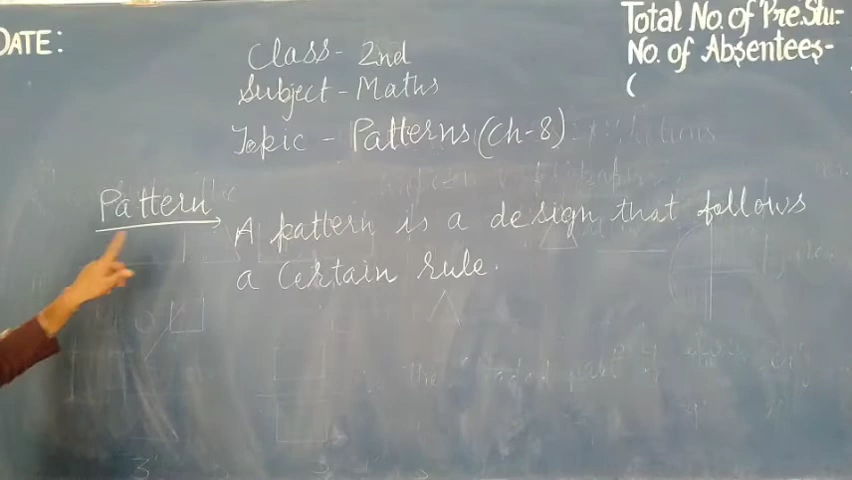 DATE:
Total No. of Pre. Stu:-
No. of Absentees-
(
Class - 2nd
Subject - Maths
Topic - Patterns (Ch-8)
Pattern → A pattern is a design that follows
a certain rule.